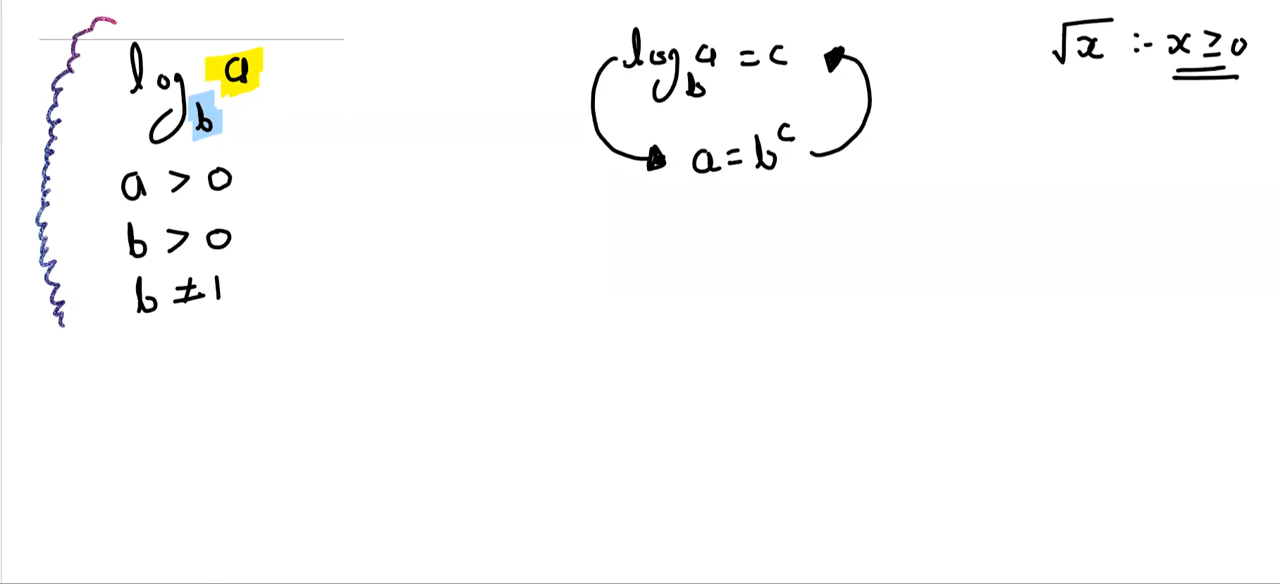 log_b a
a > 0
b > 0
b ≠ 1
log_b a = c
a = b^c
√x :- x ≥ 0